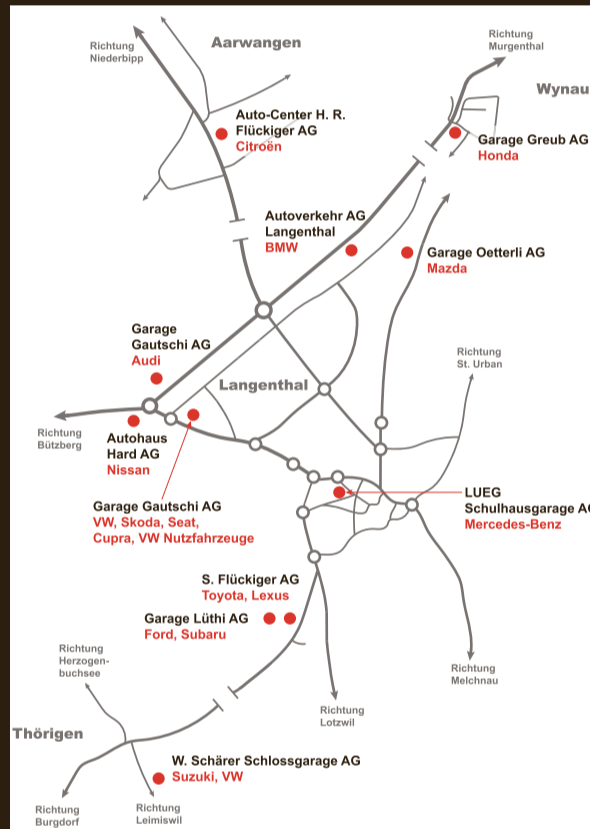 Richtung
Niederbipp
Aarwangen
Richtung
Murgenthal
Wynau
Auto-Center H. R.
Flückiger AG
Citroën
Garage Greub AG
Honda
Autoverkehr AG
Langenthal
BMW
Garage Oetterli AG
Mazda
Garage
Gautschi AG
Audi
Richtung
St. Urban
Langenthal
Richtung
Bützberg
Autohaus
Hard AG
Nissan
Garage Gautschi AG
VW, Skoda, Seat,
Cupra, VW Nutzfahrzeuge
LUEG
Schulhausgarage AG
Mercedes-Benz
S. Flückiger AG
Toyota, Lexus
Garage Lüthi AG
Ford, Subaru
Richtung
Herzogen-
buchsee
Richtung
Melchnau
Richtung
Lotzwil
Thörigen
W. Schärer Schlossgarage AG
Suzuki, VW
Richtung
Burgdorf
Richtung
Leimiswil